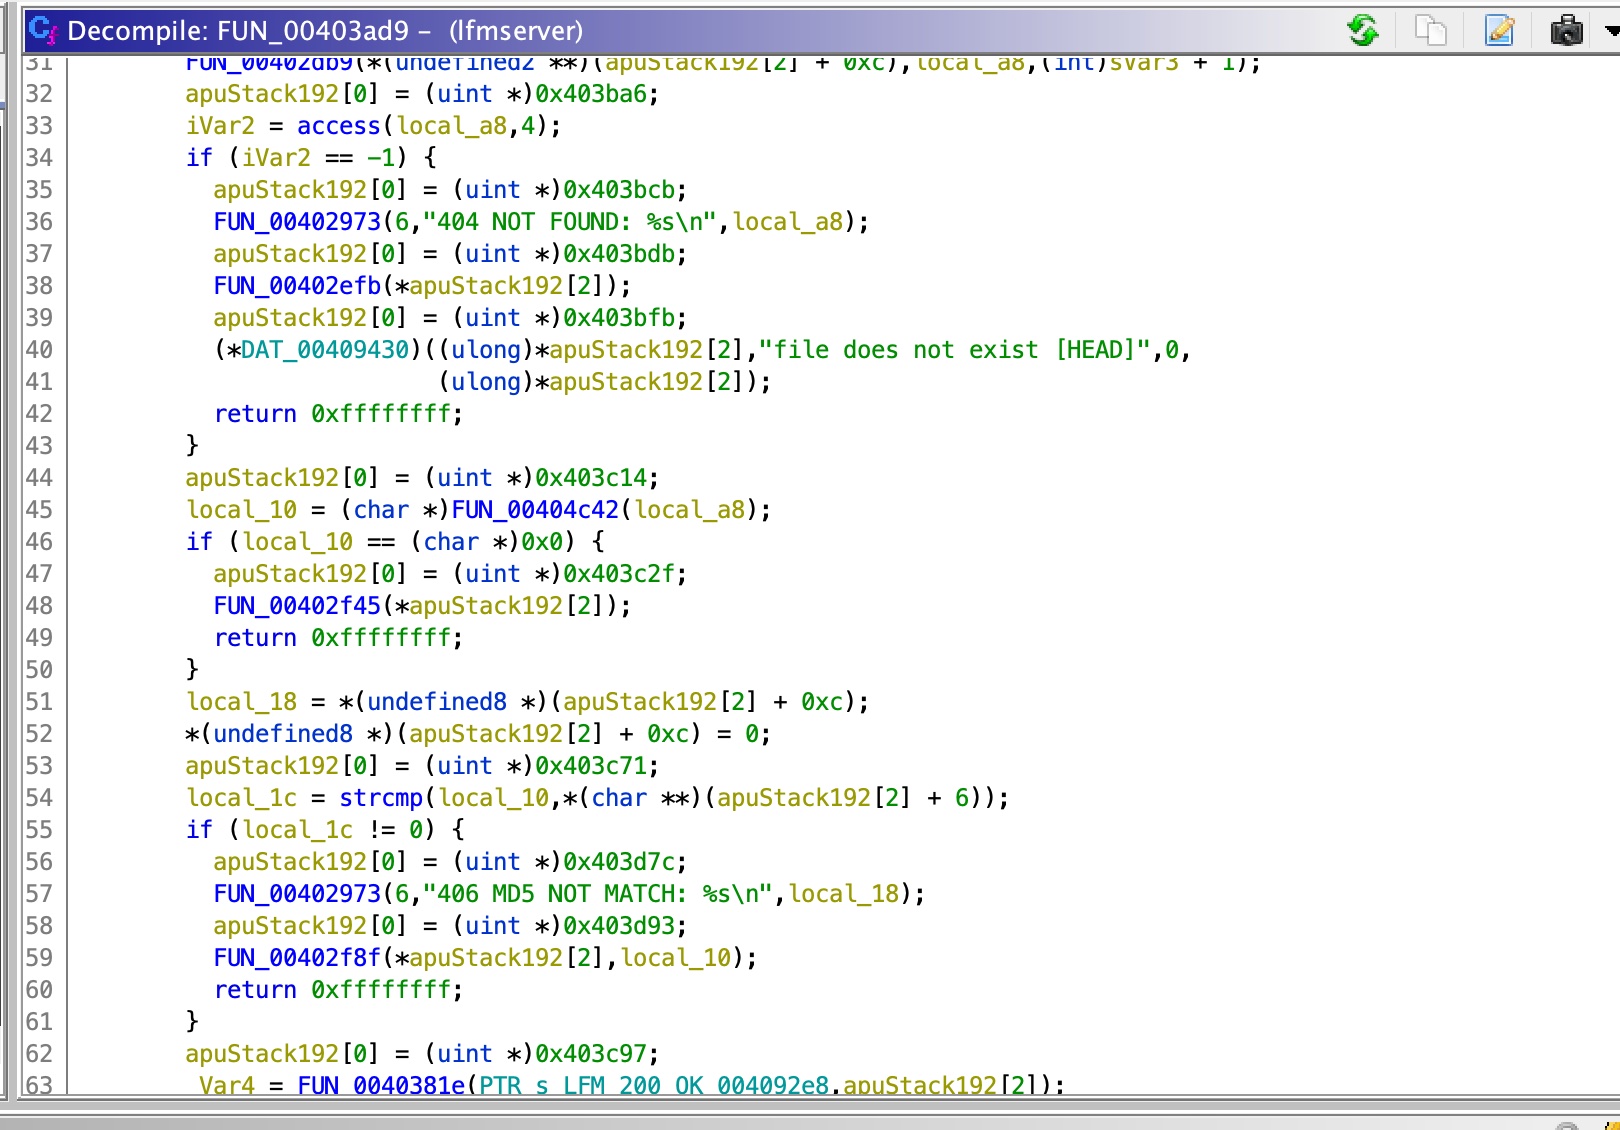 Decompile: FUN_00403ad9 – (lfmserver)
31 FUN_00402db9(*(undefined2 **)(apuStack192[2] + 0xc),local_a8,(int)sVar3 + 1);
32 apuStack192[0] = (uint *)0x403ba6;
33 iVar2 = access(local_a8,4);
34 if (iVar2 == -1) {
35 apuStack192[0] = (uint *)0x403bcb;
36 FUN_00402973(6,"404 NOT FOUND: %s\n",local_a8);
37 apuStack192[0] = (uint *)0x403bdb;
38 FUN_00402efb(*apuStack192[2]);
39 apuStack192[0] = (uint *)0x403bfb;
40 (*DAT_00409430)((ulong)*apuStack192[2],"file does not exist [HEAD]",0,
41 (ulong)*apuStack192[2]);
42 return 0xffffffff;
43 }
44 apuStack192[0] = (uint *)0x403c14;
45 local_10 = (char *)FUN_00404c42(local_a8);
46 if (local_10 == (char *)0x0) {
47 apuStack192[0] = (uint *)0x403c2f;
48 FUN_00402f45(*apuStack192[2]);
49 return 0xffffffff;
50 }
51 local_18 = *(undefined8 *)(apuStack192[2] + 0xc);
52 *(undefined8 *)(apuStack192[2] + 0xc) = 0;
53 apuStack192[0] = (uint *)0x403c71;
54 local_1c = strcmp(local_10,*(char **)(apuStack192[2] + 6));
55 if (local_1c != 0) {
56 apuStack192[0] = (uint *)0x403d7c;
57 FUN_00402973(6,"406 MD5 NOT MATCH: %s\n",local_18);
58 apuStack192[0] = (uint *)0x403d93;
59 FUN_00402f8f(*apuStack192[2],local_10);
60 return 0xffffffff;
61 }
62 apuStack192[0] = (uint *)0x403c97;
63 _Var4 = FUN_0040381e(PTR_s_LFM_200_OK_004092e8,apuStack192[2]);